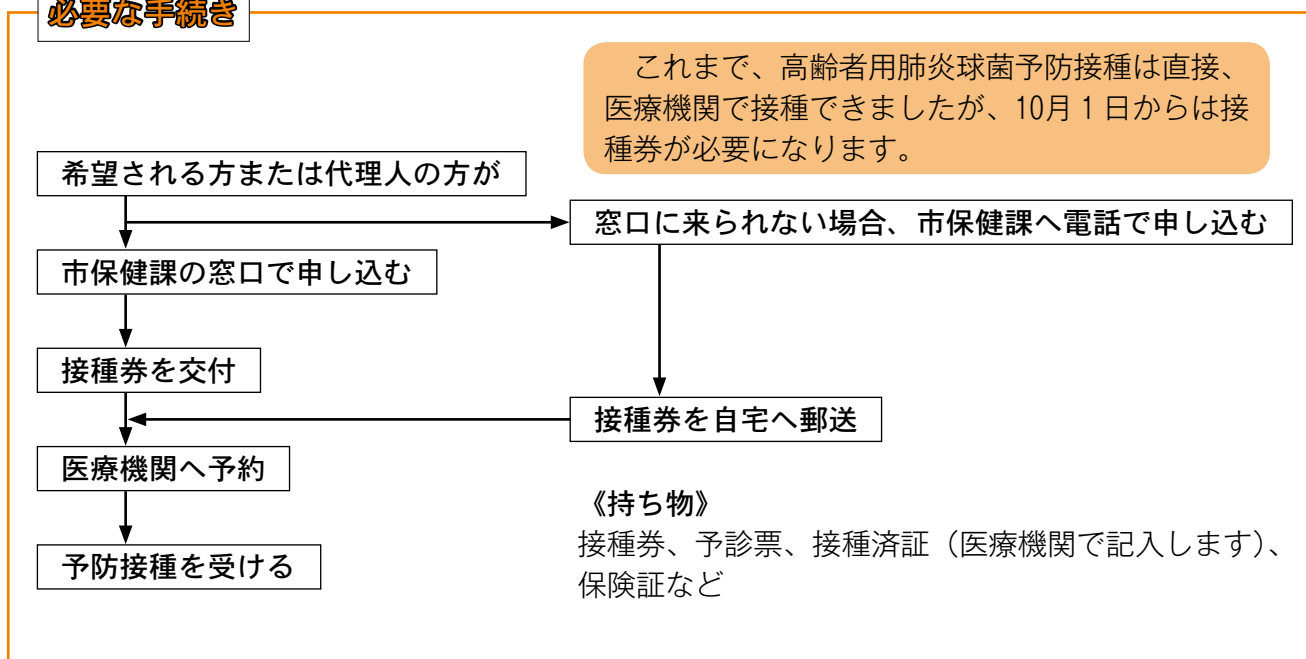 必要な手続き
これまで、高齢者用肺炎球菌予防接種は直接、
医療機関で接種できましたが、10月1日からは接
種券が必要になります。
希望される方または代理人の方が
窓口に来られない場合、市保健課へ電話で申し込む
市保健課の窓口で申し込む
接種券を交付
接種券を自宅へ郵送
医療機関へ予約
予防接種を受ける
《持ち物》
接種券、予診票、接種済証（医療機関で記入します）、
保険証など